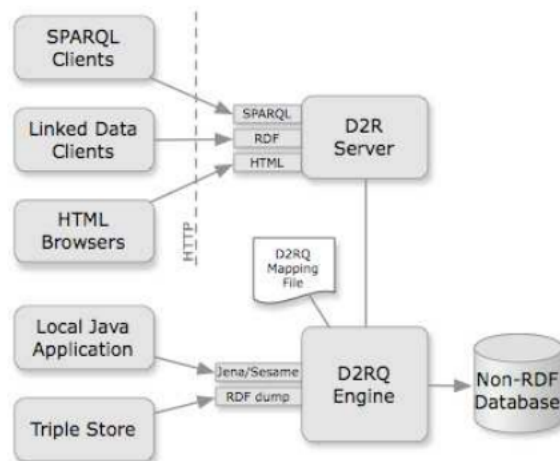 SPARQL
Clients
Linked Data
Clients
HTML
Browsers
HTTP
SPARQL
RDF
HTML
D2R
Server
D2RQ
Mapping
File
Local Java
Application
Triple Store
Jena/Sesame
RDF dump
D2RQ
Engine
Non-RDF
Database